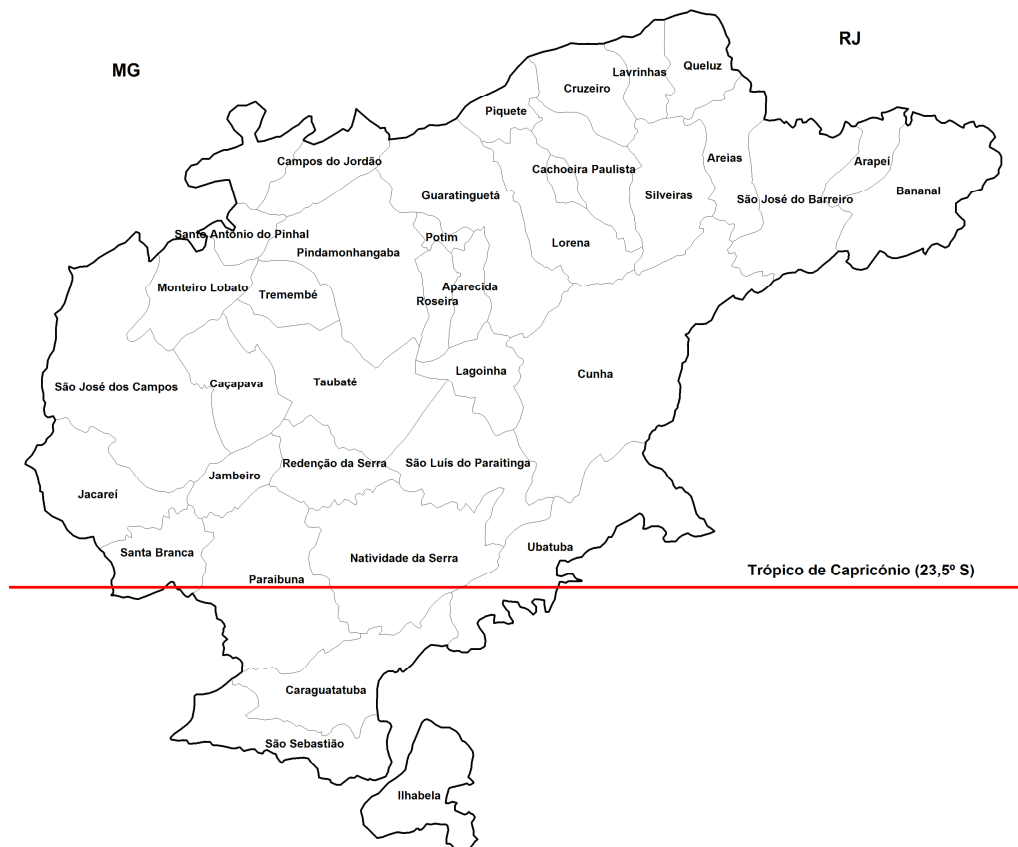 RJ
MG
Queluz
Lavrinhas
Cruzeiro
Piquete
Areias
Arapeí
Campos do Jordão
Cachoeira Paulista
Bananal
Guaratinguetá
Silveiras
São José do Barreiro
Santo Antônio do Pinhal
Potim
Lorena
Pindamonhangaba
Monteiro Lobato
Tremembé
Aparecida
Roseira
Lagoinha
Cunha
São José dos Campos
Caçapava
Taubaté
Redenção da Serra
São Luís do Paraitinga
Jambeiro
Jacareí
Ubatuba
Santa Branca
Natividade da Serra
Trópico de Capricónio (23,5º S)
Paraibuna
Caraguatatuba
São Sebastião
Ilhabela